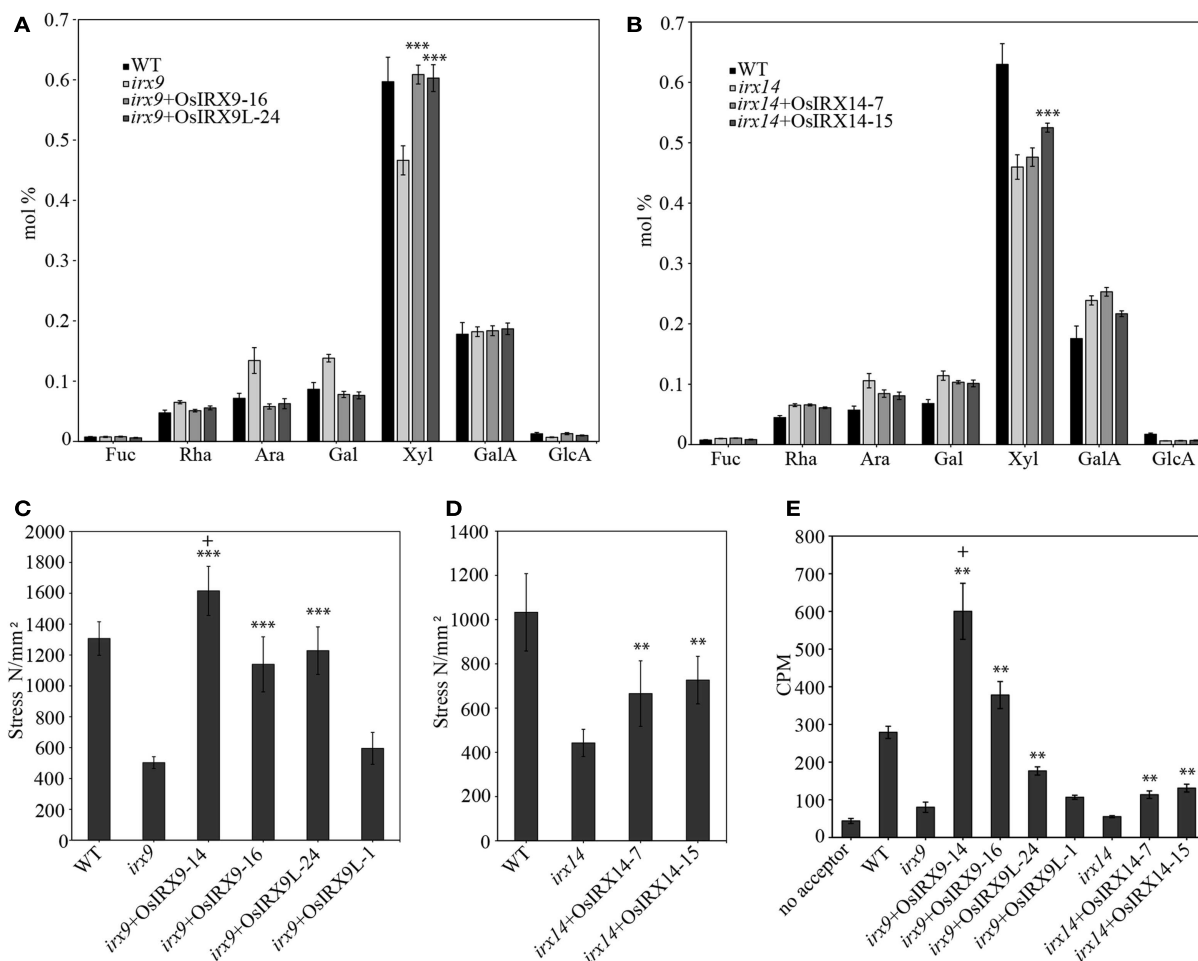 A
0.7
0.6
0.5
0.4
0.3
0.2
0.1
0
mol %
WT
irx9
irx9+OsIRX9-16
irx9+OsIRX9L-24
***
***
Fuc Rha Ara Gal Xyl GalA GlcA
B
0.7
0.6
0.5
0.4
0.3
0.2
0.1
0
mol %
WT
irx14
irx14+OsIRX14-7
irx14+OsIRX14-15
***
Fuc Rha Ara Gal Xyl GalA GlcA
C
2000
1800
1600
1400
1200
1000
800
600
400
200
0
Stress N/mm²
+
***
***
***
WT
irx9
irx9+OsIRX9-14
irx9+OsIRX9-16
irx9+OsIRX9L-24
irx9+OsIRX9L-1
D
1400
1200
1000
800
600
400
200
0
Stress N/mm²
**
**
WT
irx14
irx14+OsIRX14-7
irx14+OsIRX14-15
E
800
700
600
500
400
300
200
100
0
CPM
+
**
**
**
**
**
no acceptor
WT
irx9
irx9+OsIRX9-14
irx9+OsIRX9-16
irx9+OsIRX9L-24
irx9+OsIRX9L-1
irx14
irx14+OsIRX14-7
irx14+OsIRX14-15